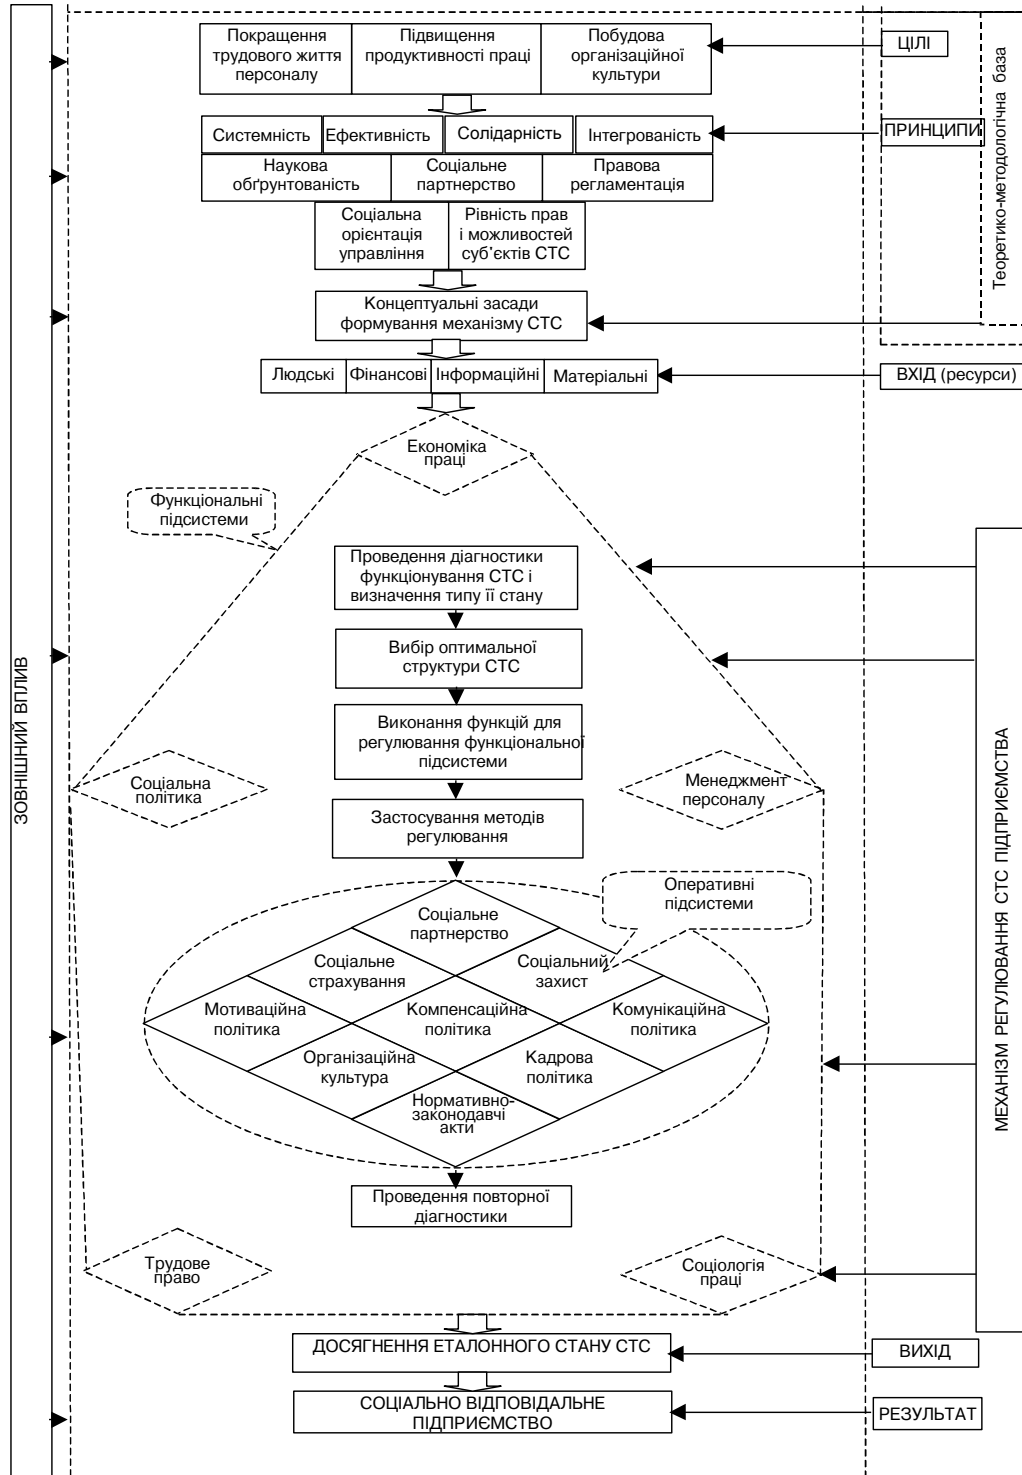 Покращення
трудового життя
персоналу
Підвищення
продуктивності праці
Побудова
організаційної
культури
ЦІЛІ
Системність
Ефективність
Солідарність
Інтегрованість
ПРИНЦИПИ
Наукова
обґрунтованість
Соціальне
партнерство
Правова
регламентація
Соціальна
орієнтація
управління
Рівність прав
і можливостей
суб'єктів СТС
Теоретико-методологічна база
Концептуальні засади
формування механізму СТС
Людські
Фінансові
Інформаційні
Матеріальні
ВХІД (ресурси)
Економіка
праці
Функціональні
підсистеми
Проведення діагностики
функціонування СТС і
визначення типу її стану
Вибір оптимальної
структури СТС
Виконання функцій для
регулювання функціональної
підсистеми
ЗОВНІШНИЙ ВПЛИВ
МЕХАНІЗМ РЕГУЛЮВАННЯ СТС ПІДПРИЄМСТВА
Соціальна
політика
Менеджмент
персоналу
Застосування методів
регулювання
Оперативні
підсистеми
Соціальне
партнерство
Соціальне
страхування
Соціальний
захист
Мотиваційна
політика
Компенсаційна
політика
Комунікаційна
політика
Організаційна
культура
Кадрова
політика
Нормативно-
законодавчі
акти
Проведення повторної
діагностики
Трудове
право
Соціологія
праці
ДОСЯГНЕННЯ ЕТАЛОННОГО СТАНУ СТС
ВИХІД
СОЦІАЛЬНО ВІДПОВІДАЛЬНЕ
ПІДПРИЄМСТВО
РЕЗУЛЬТАТ